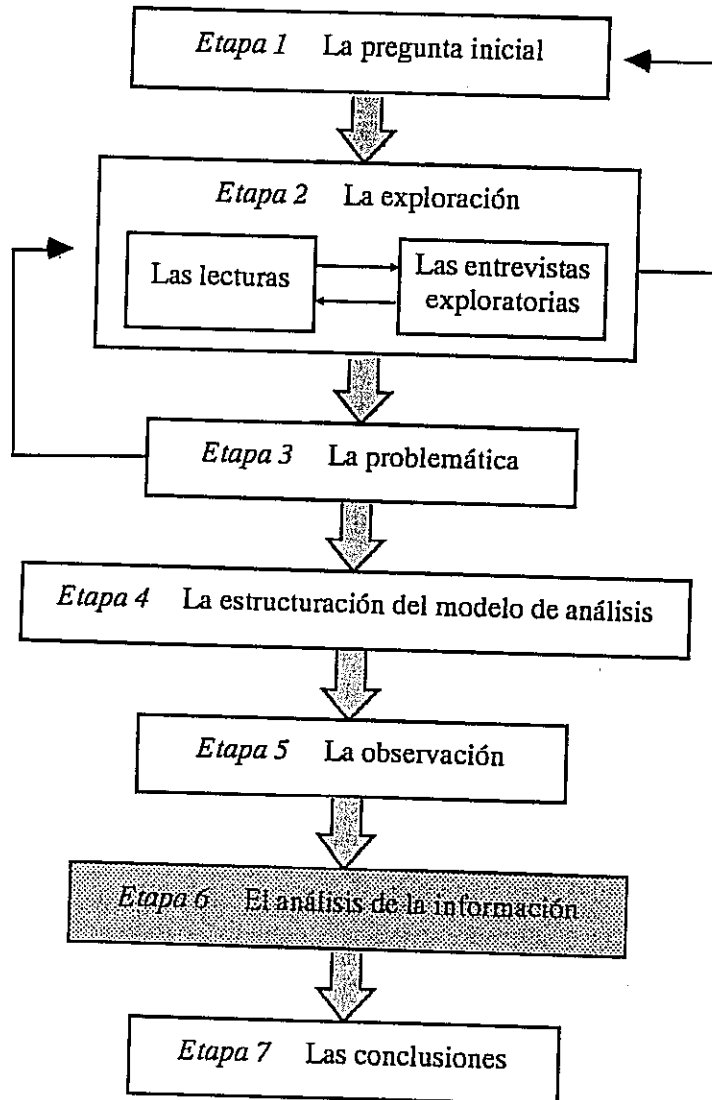 Etapa 1 La pregunta inicial
Etapa 2 La exploración
Las lecturas
Las entrevistas
exploratorias
Etapa 3 La problemática
Etapa 4 La estructuración del modelo de análisis
Etapa 5 La observación
Etapa 6 El análisis de la información
Etapa 7 Las conclusiones